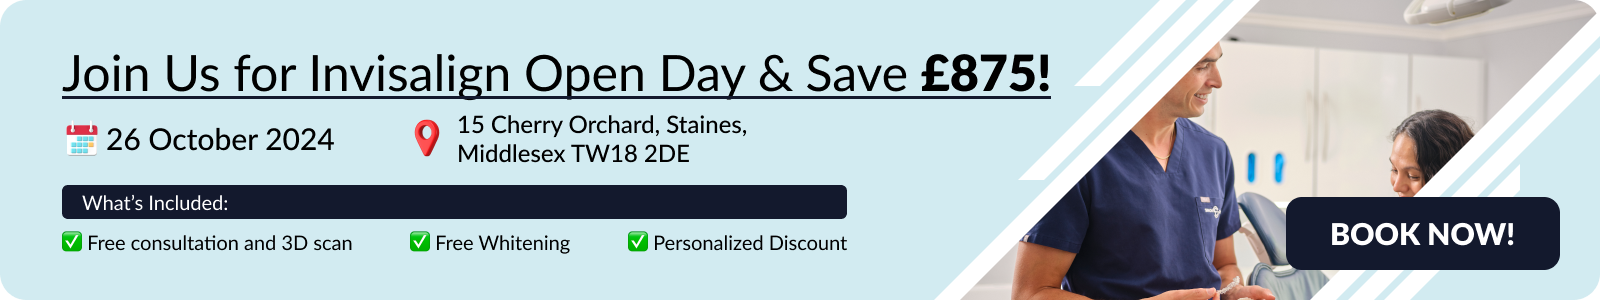 Join Us for Invisalign Open Day & Save £875!
26 October 2024
15 Cherry Orchard, Staines,
Middlesex TW18 2DE
What's Included:
Free consultation and 3D scan
Free Whitening
Personalized Discount
BOOK NOW!